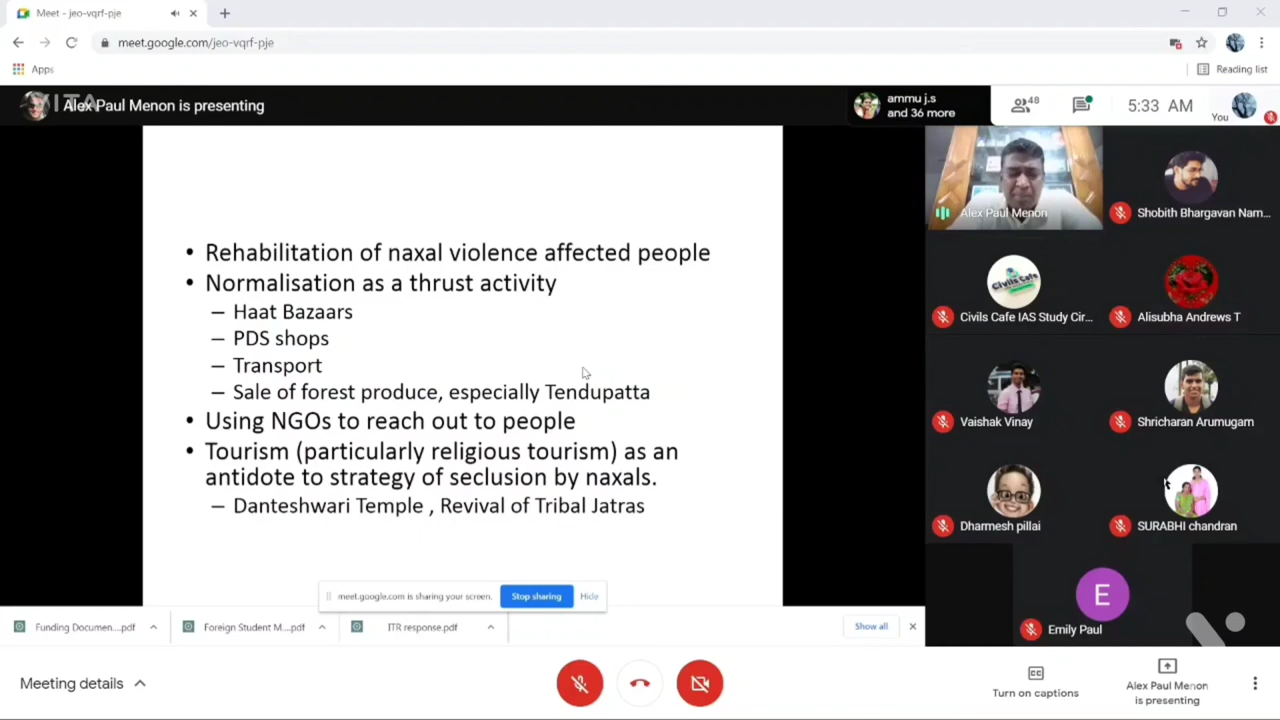 Meet - jeo-vqrf-pje
meet.google.com/jeo-vqrf-pje
Apps
Reading list
VITA
Alex Paul Menon is presenting
ammu j.s
and 36 more
48
5:33 AM
You
• Rehabilitation of naxal violence affected people
• Normalisation as a thrust activity
– Haat Bazaars
– PDS shops
– Transport
– Sale of forest produce, especially Tendupatta
• Using NGOs to reach out to people
• Tourism (particularly religious tourism) as an
antidote to strategy of seclusion by naxals.
– Danteshwari Temple , Revival of Tribal Jatras
meet.google.com is sharing your screen.
Stop sharing
Hide
Alex Paul Menon
Shobith Bhargavan Nam...
Civils Cafe
Civils Cafe IAS Study Cir...
Alisubha Andrews T
Vaishak Vinay
Shricharan Arumugam
Dharmesh pillai
SURABHI chandran
E
Emily Paul
Funding Documen....pdf
Foreign Student M....pdf
ITR response.pdf
Show all
Meeting details
Turn on captions
Alex Paul Menon
is presenting